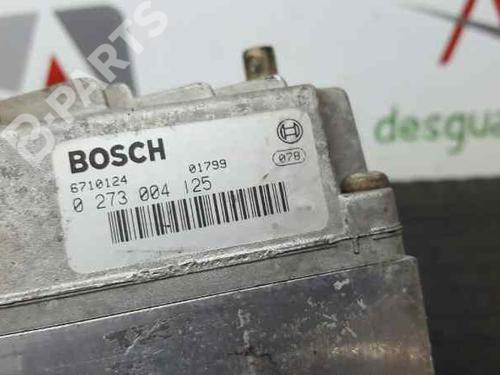 B-PARTS
desgua
BOSCH
6710124 01799
078
0 273 004 125